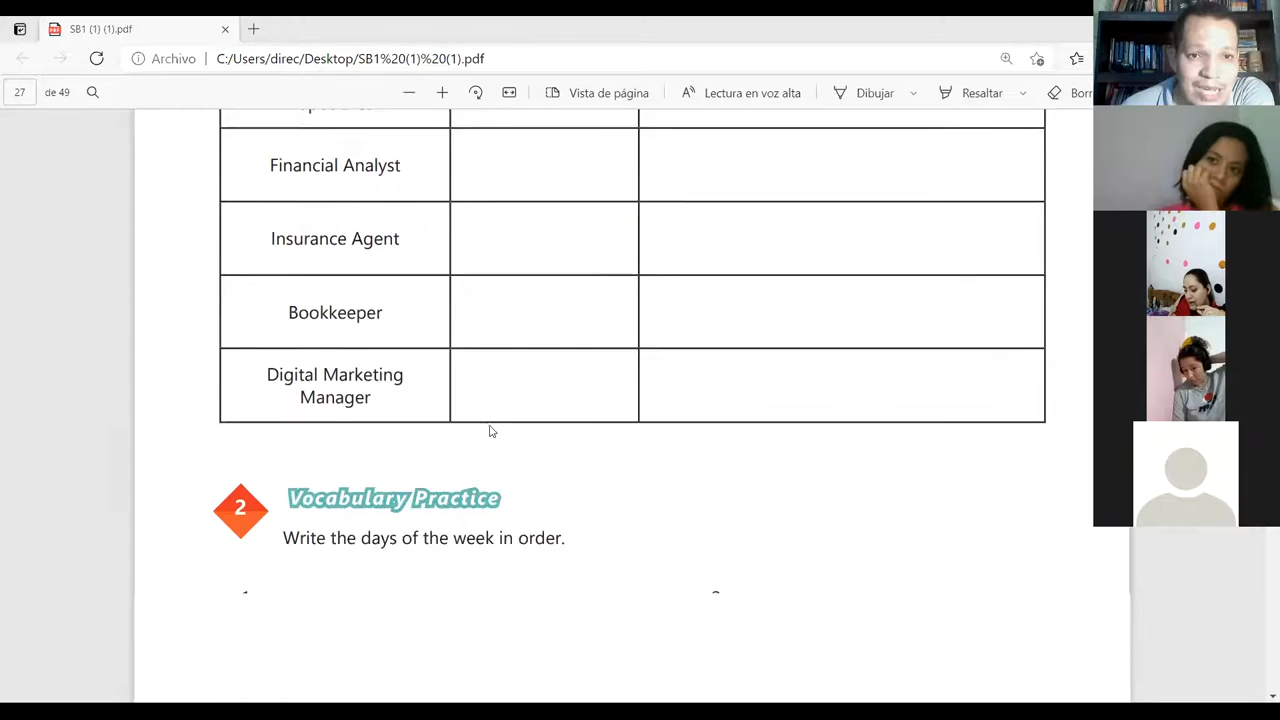 SB1 (1) (1).pdf
Archivo
C:/Users/direc/Desktop/SB1%20(1)%20(1).pdf
27
de 49
Vista de página
Lectura en voz alta
Dibujar
Resaltar
Borr
Financial Analyst
Insurance Agent
Bookkeeper
Digital Marketing
Manager
2
Vocabulary Practice
Write the days of the week in order.